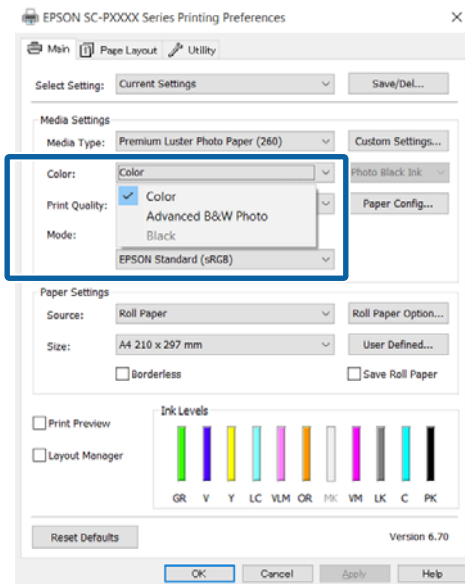 EPSON SC-PXXXX Series Printing Preferences
Main Page Layout Utility
Select Setting: Current Settings Save/Del...
Media Settings
Media Type: Premium Luster Photo Paper (260) Custom Settings...
Color: Color Photo Black Ink
Color
Print Quality: Paper Config...
Advanced B&W Photo
Mode: Black
EPSON Standard (sRGB)
Paper Settings
Source: Roll Paper Roll Paper Option...
Size: A4 210 x 297 mm User Defined...
Borderless Save Roll Paper
Ink Levels
Print Preview
Layout Manager
GR V Y LC VLM OR MK VM LK C PK
Reset Defaults Version 6.70
OK Cancel Apply Help